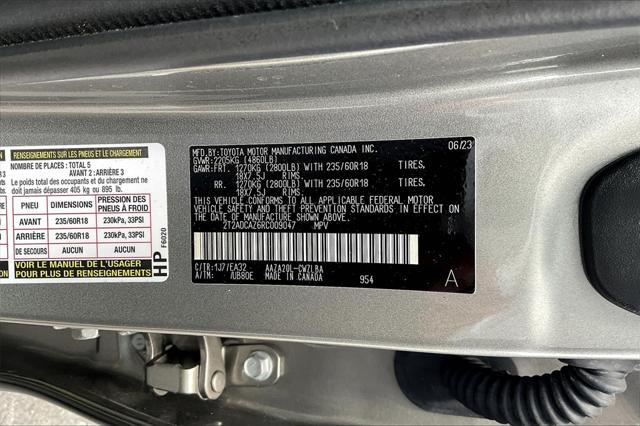 RENSEIGNEMENTS SUR LES PNEUS ET LE CHARGEMENT
NOMBRE DE PLACES : TOTAL 5
AVANT 2 : ARRIÈRE 3
Le poids total des occupants et du chargement ne
doit jamais dépasser 405 kg ou 895 lb.
PNEU DIMENSIONS PRESSION DES PNEUS À FROID
AVANT 235/60R18 230kPa, 33PSI
ARRIÈRE 235/60R18 230kPa, 33PSI
DE SECOURS AUCUN AUCUN
VOIR LE MANUEL DE L'USAGER
POUR PLUS DE RENSEIGNEMENTS
HP F6020
MFD.BY:TOYOTA MOTOR MANUFACTURING CANADA INC. 06/23
GVWR:2205KG (4860LB)
GAWR:FRT. 1270KG (2800LB) WITH 235/60R18 TIRES,
18X7.5J RIMS.
RR. 1270KG (2800LB) WITH 235/60R18 TIRES,
18X7.5J RIMS.
THIS VEHICLE CONFORMS TO ALL APPLICABLE FEDERAL MOTOR
VEHICLE SAFETY AND THEFT PREVENTION STANDARDS IN EFFECT
ON THE DATE OF MANUFACTURE SHOWN ABOVE.
2T2ADCAZ6RC009047 MPV
C/TR:1J7/EA32 AAZA20L-CWZLBA
A/TM: /UB80E MADE IN CANADA 954 A